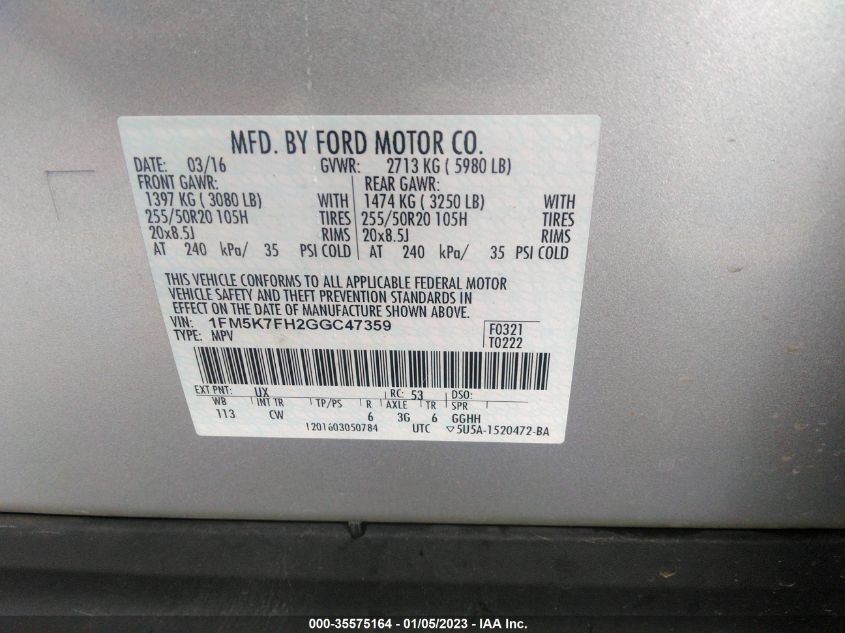 MFD. BY FORD MOTOR CO.
DATE: 03/16 GVWR: 2713 KG ( 5980 LB)
FRONT GAWR: REAR GAWR:
1397 KG ( 3080 LB) WITH 1474 KG ( 3250 LB) WITH
255/50R20 105H TIRES 255/50R20 105H TIRES
20x8.5J RIMS 20x8.5J RIMS
AT 240 kPa/ 35 PSI COLD AT 240 kPa/ 35 PSI COLD
THIS VEHICLE CONFORMS TO ALL APPLICABLE FEDERAL MOTOR
VEHICLE SAFETY AND THEFT PREVENTION STANDARDS IN
EFFECT ON THE DATE OF MANUFACTURE SHOWN ABOVE.
VIN: 1FM5K7FH2GGC47359 F0321
TYPE: MPV T0222
EXT PNT: UX RC: 53 DSO:
WB INT TR TP/PS R AXLE TR SPR
113 CW 6 3G 6 GGHH
1201603050784 UTC ▽5U5A-1520472-BA
000-35575164 - 01/05/2023 - IAA Inc.